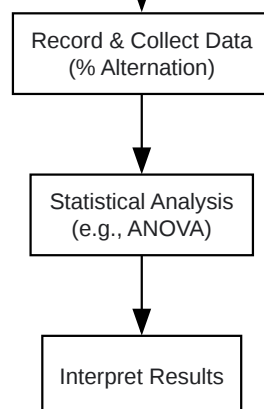 Record & Collect Data
(% Alternation)
Statistical Analysis
(e.g., ANOVA)
Interpret Results